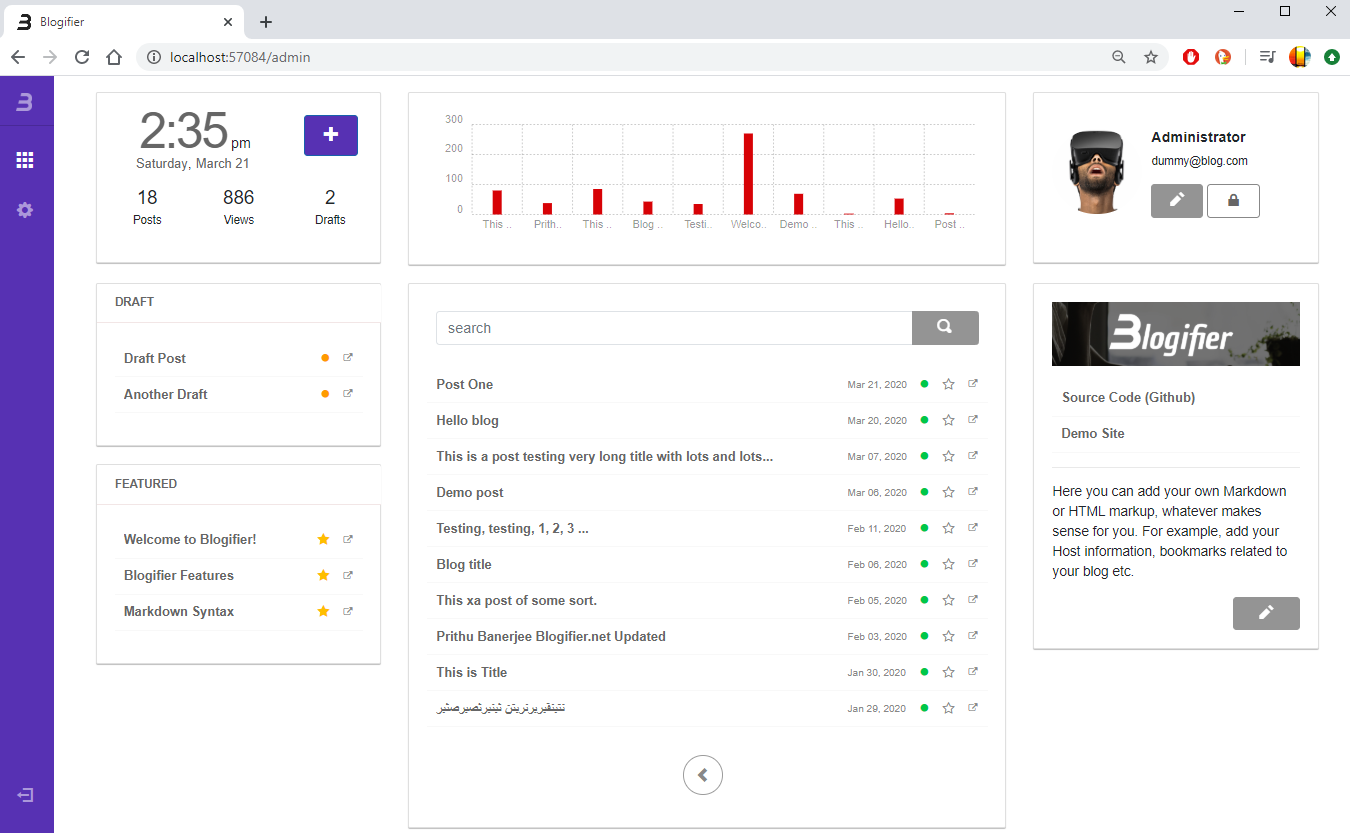 Blogifier
localhost:57084/admin
2:35 pm
Saturday, March 21
18 886 2
Posts Views Drafts
300
200
100
0
This .. Prith.. This .. Blog .. Testi.. Welco.. Demo .. This .. Hello.. Post ..
Administrator
dummy@blog.com
DRAFT
Draft Post
Another Draft
FEATURED
Welcome to Blogifier!
Blogifier Features
Markdown Syntax
search
Post One Mar 21, 2020
Hello blog Mar 20, 2020
This is a post testing very long title with lots and lots... Mar 07, 2020
Demo post Mar 06, 2020
Testing, testing, 1, 2, 3 ... Feb 11, 2020
Blog title Feb 06, 2020
This xa post of some sort. Feb 05, 2020
Prithu Banerjee Blogifier.net Updated Feb 03, 2020
This is Title Jan 30, 2020
Jan 29, 2020
Blogifier
Source Code (Github)
Demo Site
Here you can add your own Markdown
or HTML markup, whatever makes
sense for you. For example, add your
Host information, bookmarks related to
your blog etc.